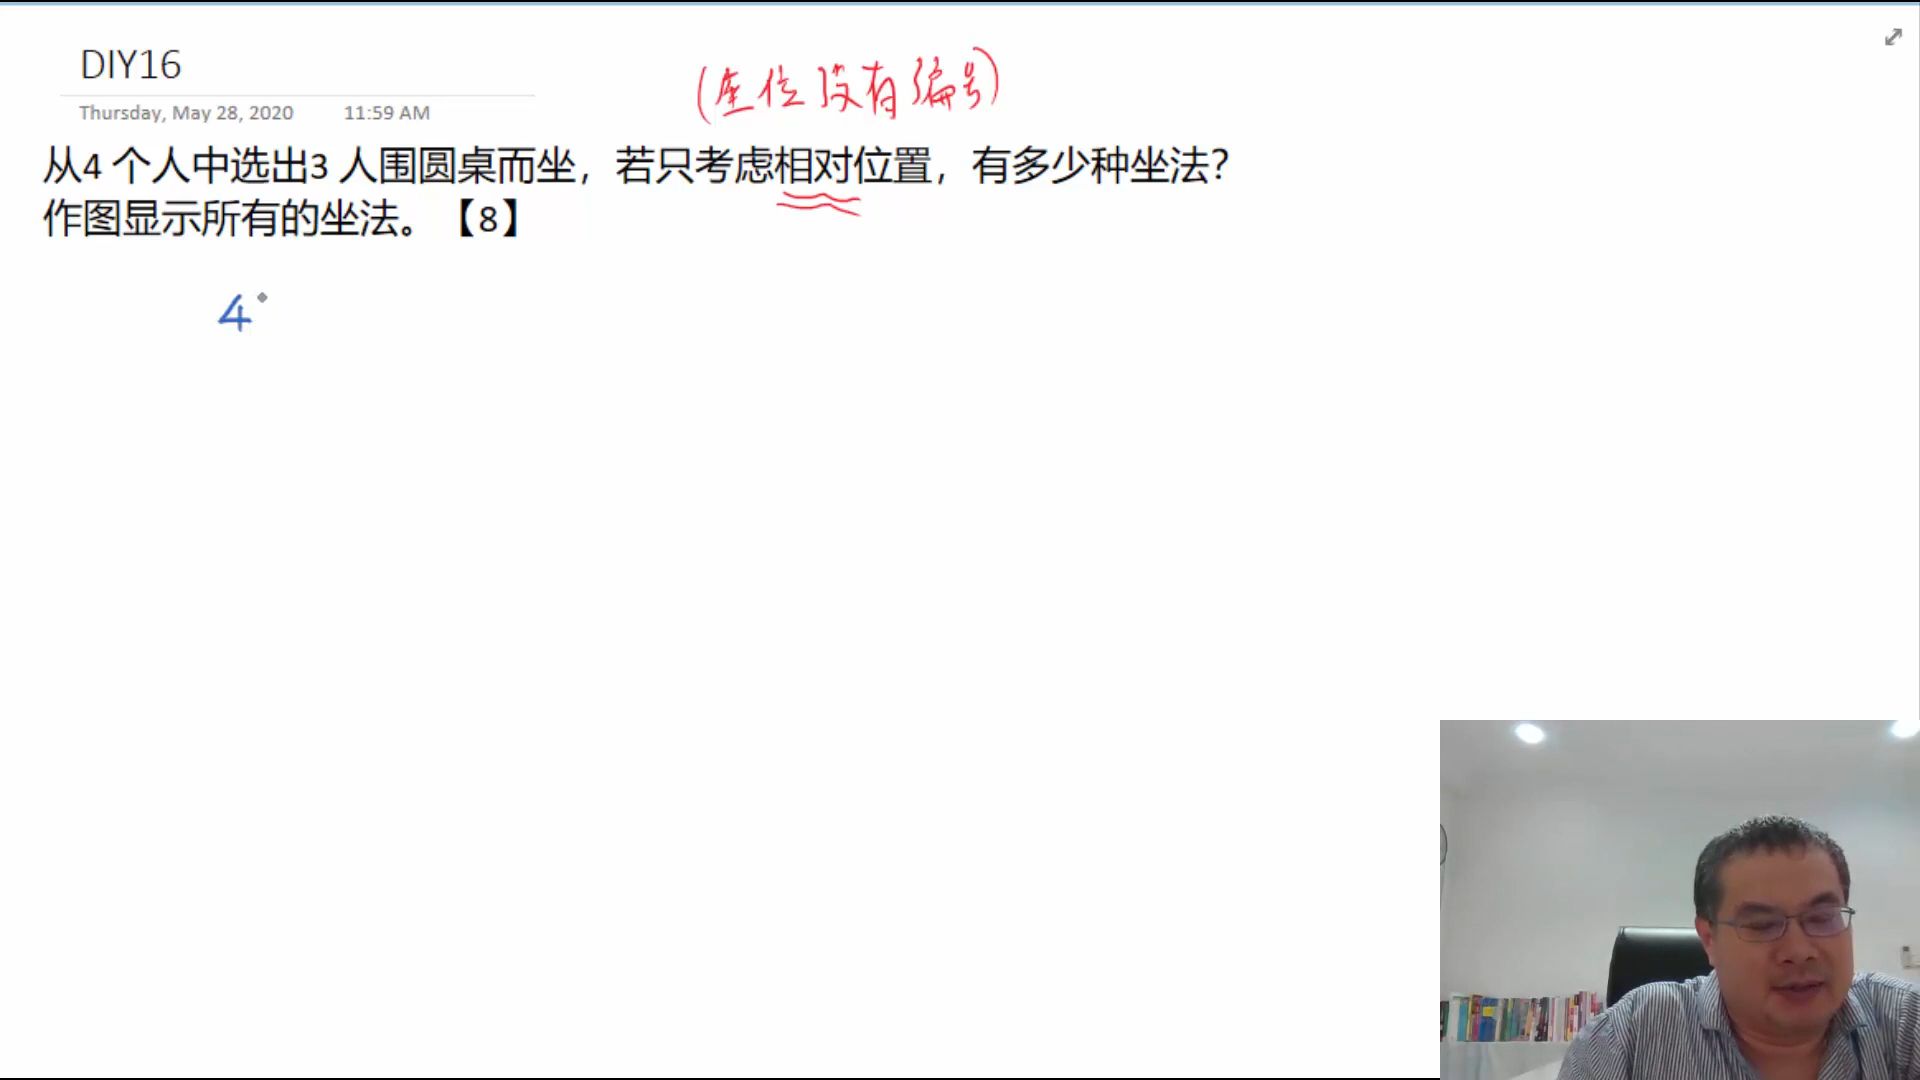 DIY16
(座位没有编号)
Thursday, May 28, 2020 11:59 AM
从4 个人中选出3 人围圆桌而坐，若只考虑相对位置，有多少种坐法?
作图显示所有的坐法。【8】
4